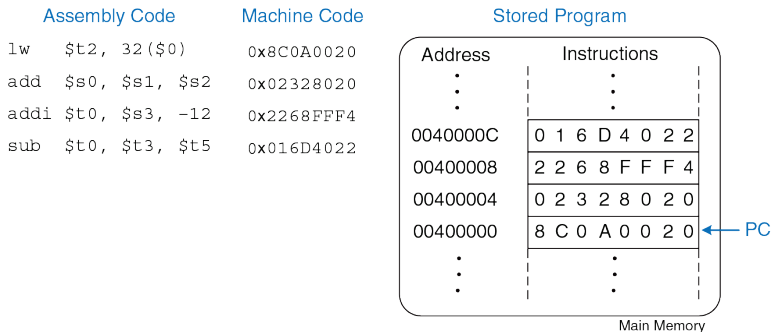 Assembly Code Machine Code Stored Program
lw $t2, 32($0) 0x8C0A0020
add $s0, $s1, $s2 0x02328020
addi $t0, $s3, -12 0x2268FFF4
sub $t0, $t3, $t5 0x016D4022
Address Instructions
0040000C 0 1 6 D 4 0 2 2
00400008 2 2 6 8 F F F 4
00400004 0 2 3 2 8 0 2 0
00400000 8 C 0 A 0 0 2 0 PC
Main Memory